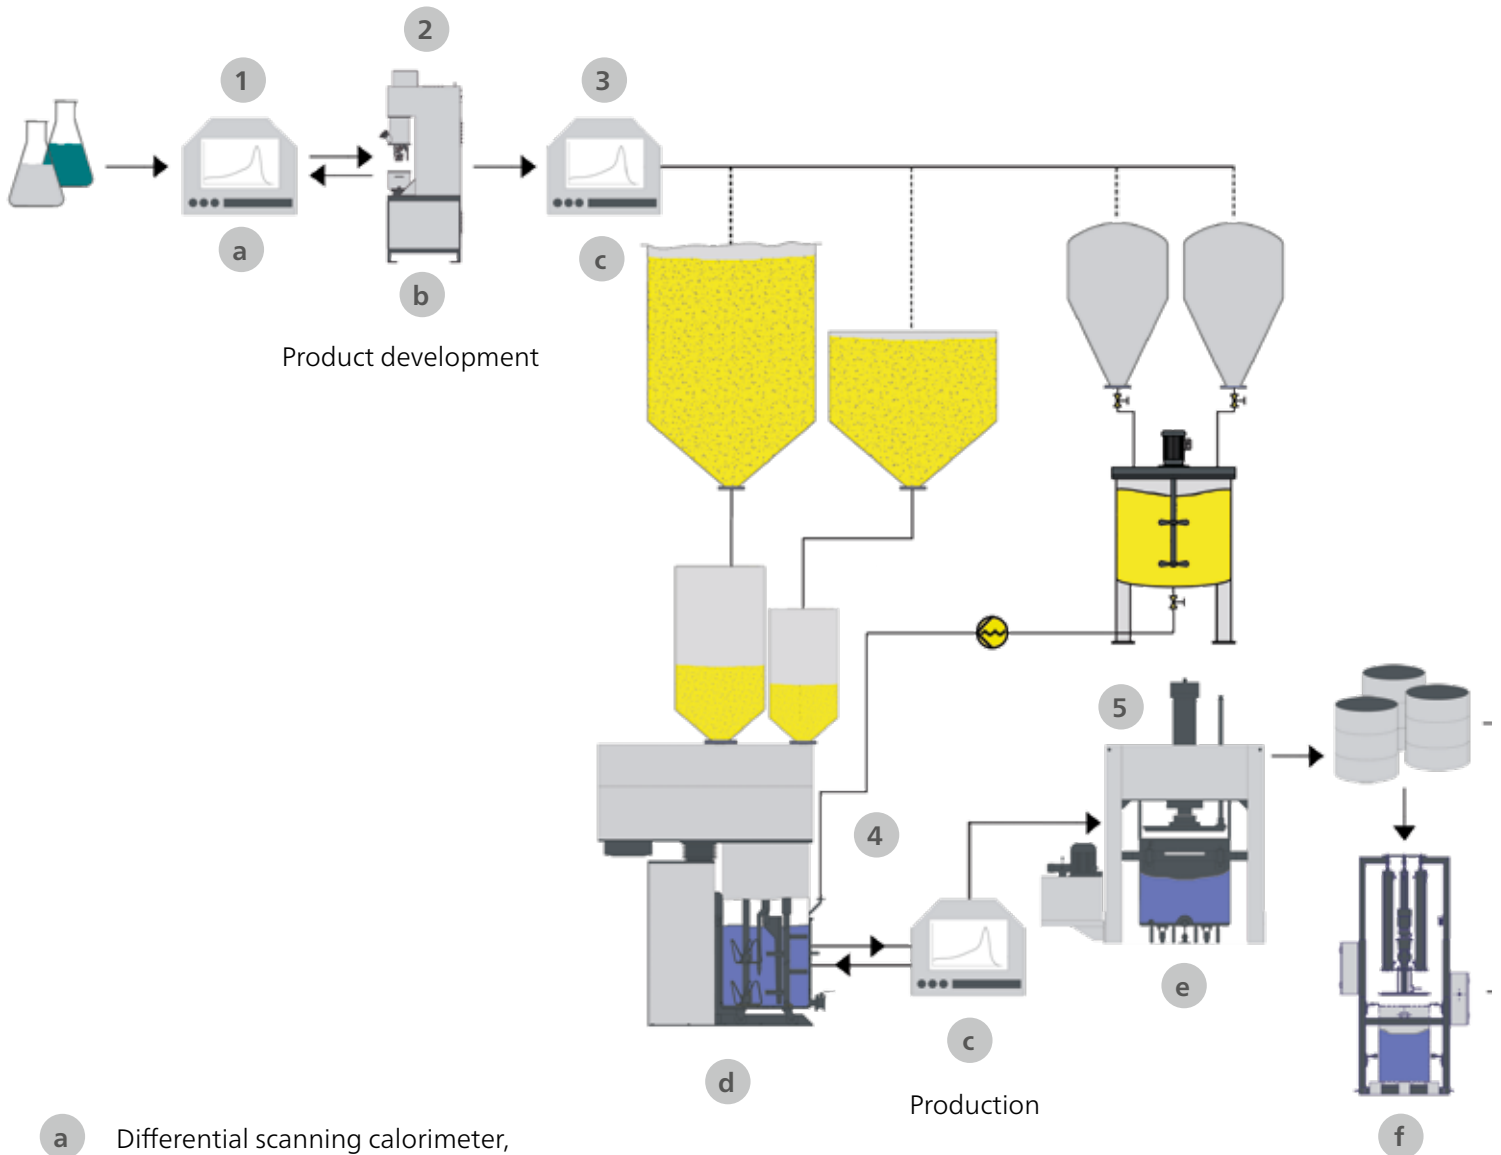 2
1
3
a
c
b
Product development
5
4
e
c
d
Production
f
a Differential scanning calorimeter,